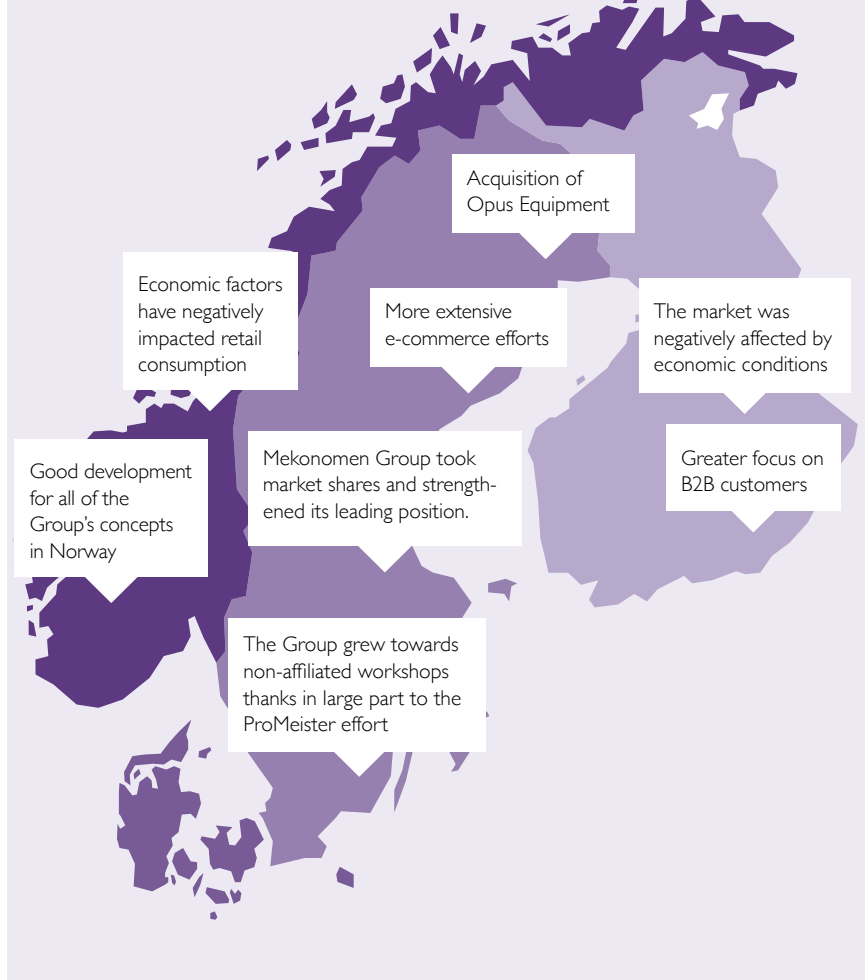 Acquisition of
Opus Equipment
Economic factors
have negatively
impacted retail
consumption
More extensive
e-commerce efforts
The market was
negatively affected by
economic conditions
Good development
for all of the
Group's concepts
in Norway
Mekonomen Group took
market shares and strength-
ened its leading position.
Greater focus on
B2B customers
The Group grew towards
non-affiliated workshops
thanks in large part to the
ProMeister effort